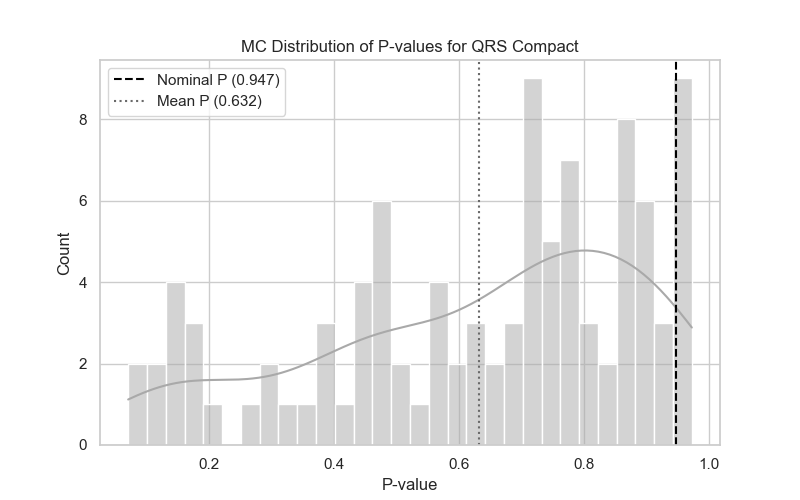 MC Distribution of P-values for QRS Compact
Nominal P (0.947)
Mean P (0.632)
8
6
4
2
0
Count
0.2 0.4 0.6 0.8 1.0
P-value